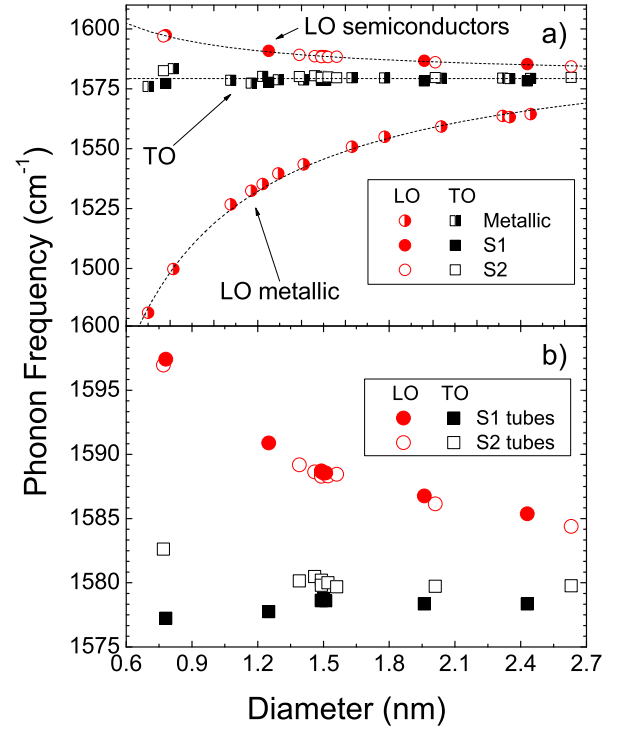 1600
LO semiconductors
a)
1575
TO
1550
LO TO
Metallic
1525
S1
S2
1500
LO metallic
1600
b)
1595
LO TO
S1 tubes
1590
S2 tubes
1585
1580
1575
0.6 0.9 1.2 1.5 1.8 2.1 2.4 2.7
Diameter (nm)
Phonon Frequency (cm-1)